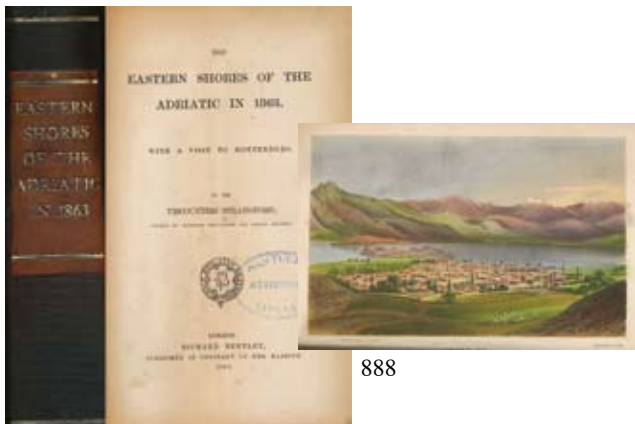 EASTERN
SHORES
OF THE
ADRIATIC
IN 1863
THE
EASTERN SHORES OF THE
ADRIATIC IN 1863.
WITH A VISIT TO MONTENEGRO.
BY THE
VISCOUNTESS STRANGFORD,
LONDON:
RICHARD BENTLEY,
PUBLISHER IN ORDINARY TO HER MAJESTY.
888